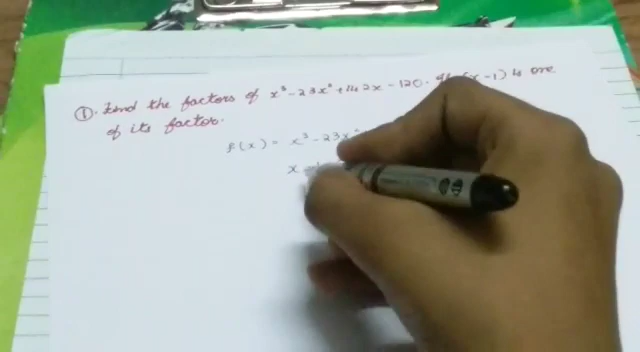 ① Find the factors of x³-23x²+142x-120. If (x-1) is one
of its factor.
f(x) = x³-23x²
x